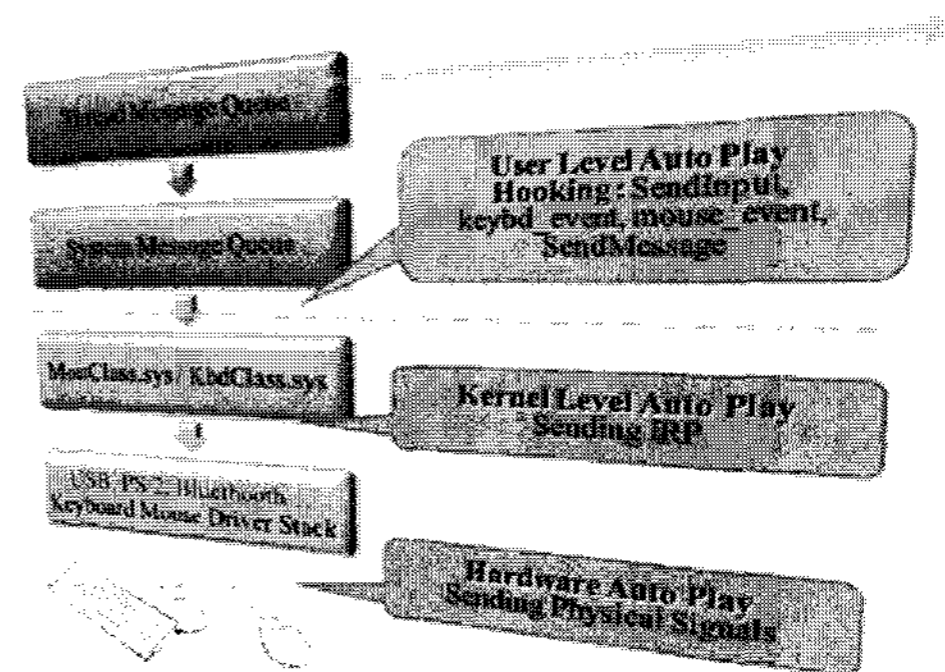 Thread Message Queue
System Message Queue
User Level Auto Play
Hooking : SendInput,
keybd_event, mouse_event,
SendMessage
MouClass.sys / KbdClass.sys
Kernel Level Auto Play
Sending IRP
USB, PS/2, Bluethooth
Keyboard Mouse Driver Stack
Hardware Auto Play
Sending Physical Signals